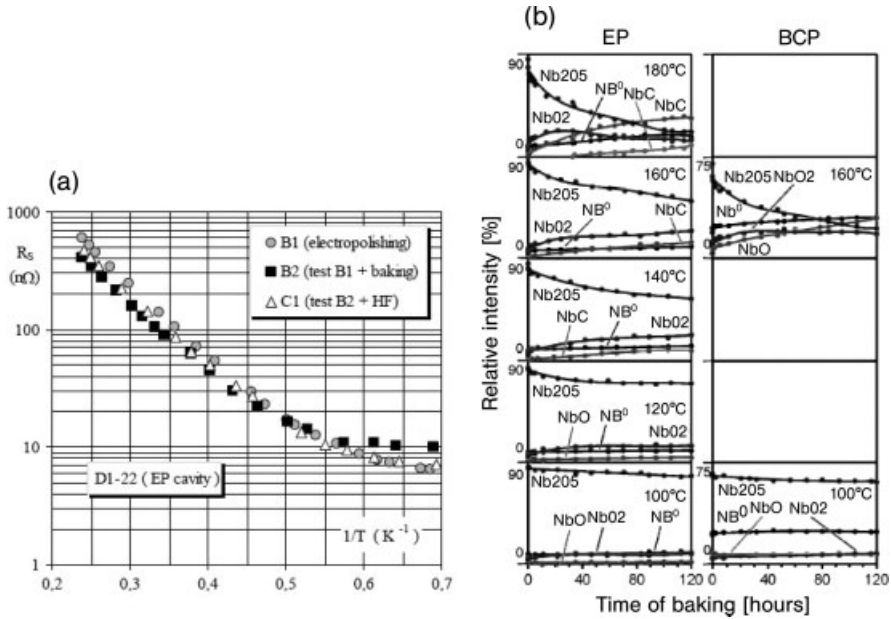 (a)
1000
Rs
(nΩ)
100
10
1
0,2
0,3
0,4
0,5
0,6
0,7
B1 (electropolishing)
B2 (test B1 + baking)
C1 (test B2 + HF)
D1-22 ( EP cavity)
1/T ( K⁻¹)
(b)
EP
BCP
Relative intensity [%]
90
Nb205
180°C
NB⁰
NbC
NbC
Nb02
0
90
160°C
Nb205
NbC
NB⁰
Nb02
0
75
Nb205
NbO2
160°C
Nb⁰
NbO
0
90
140°C
Nb205
NbC
NB⁰
Nb02
0
90
120°C
Nb205
NbO
NB⁰
Nb02
0
90
Nb205
100°C
NbO
Nb02
NB⁰
0
75
Nb205
100°C
NB⁰
NbO
Nb02
0
0
40
80
120
0
40
80
120
Time of baking [hours]